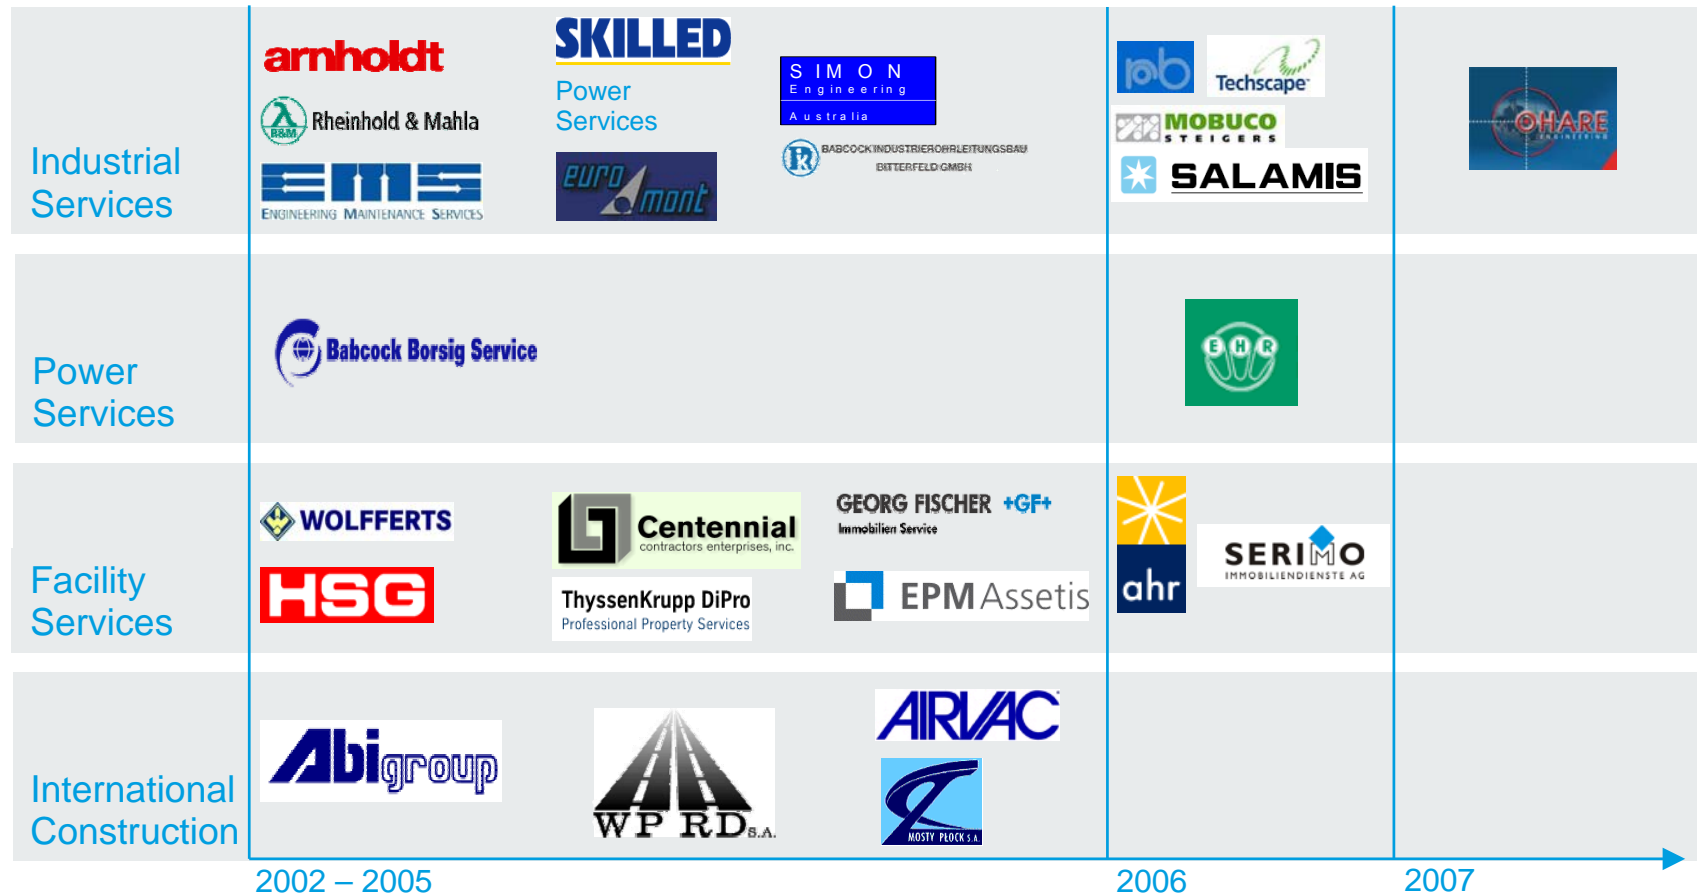 Industrial
Services
arnholdt
R&M
Rheinhold & Mahla
EMS
ENGINEERING MAINTENANCE SERVICES
SKILLED
Power
Services
euro
mont
SIMON
Engineering
Australia
BABCOCK INDUSTRIEROHRLEITUNGSBAU
BITTERFELD GMBH
Techscape
MOBUCO
STEIGERS
SALAMIS
OHARE
ENGINEERING
Power
Services
Babcock Borsig Service
EHR
Facility
Services
WOLFFERTS
HSG
Centennial
contractors enterprises, inc.
ThyssenKrupp DiPro
Professional Property Services
GEORG FISCHER +GF+
Immobilien Service
EPM Assetis
ahr
SERIMO
IMMOBILIENDIENSTE AG
International
Construction
Abigroup
WP RD S.A.
AIRVAC
MOSTY PŁOCK S.A.
2002 – 2005
2006
2007